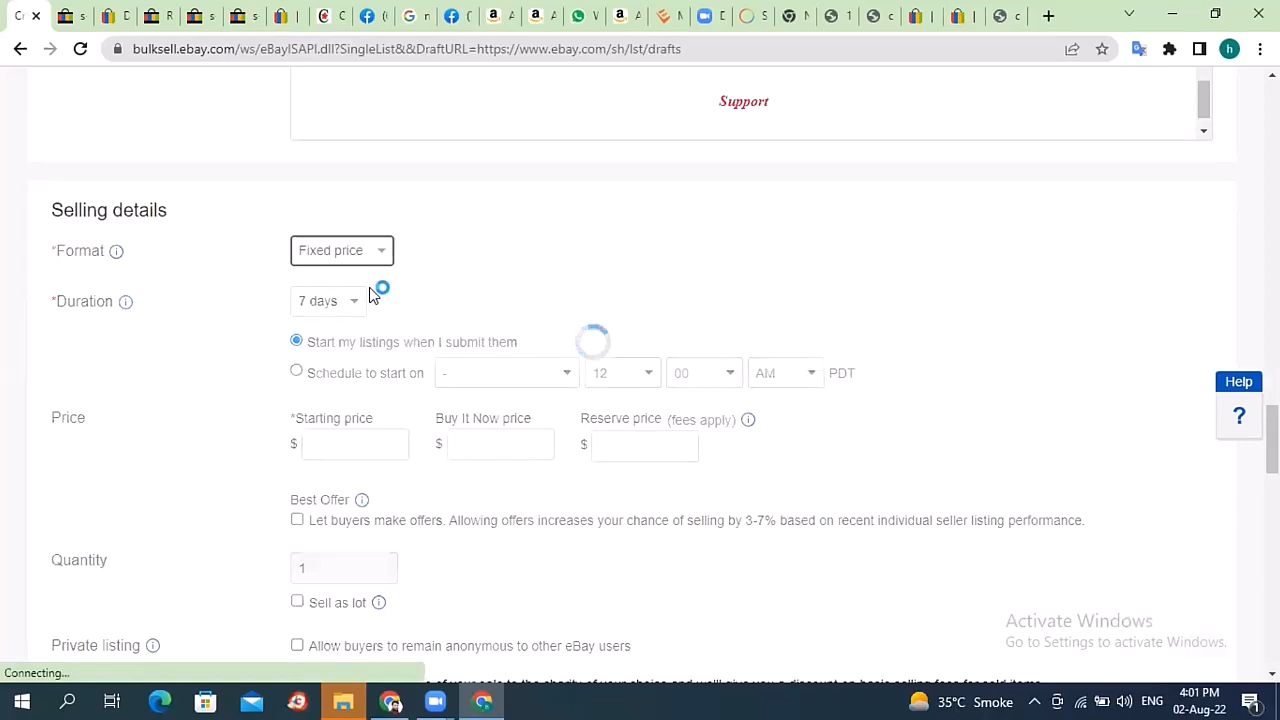 bulksell.ebay.com/ws/eBayISAPI.dll?SingleList&&DraftURL=https://www.ebay.com/sh/lst/drafts
h
Support
Selling details
*Format
Fixed price
*Duration
7 days
Start my listings when I submit them
Schedule to start on - 12 00 AM PDT
Price
*Starting price Buy It Now price Reserve price (fees apply)
$ $ $
Best Offer
Let buyers make offers. Allowing offers increases your chance of selling by 3-7% based on recent individual seller listing performance.
Quantity
1
Sell as lot
Private listing
Allow buyers to remain anonymous to other eBay users
Help
?
Activate Windows
Go to Settings to activate Windows.
Connecting...
35°C Smoke
ENG
4:01 PM
02-Aug-22